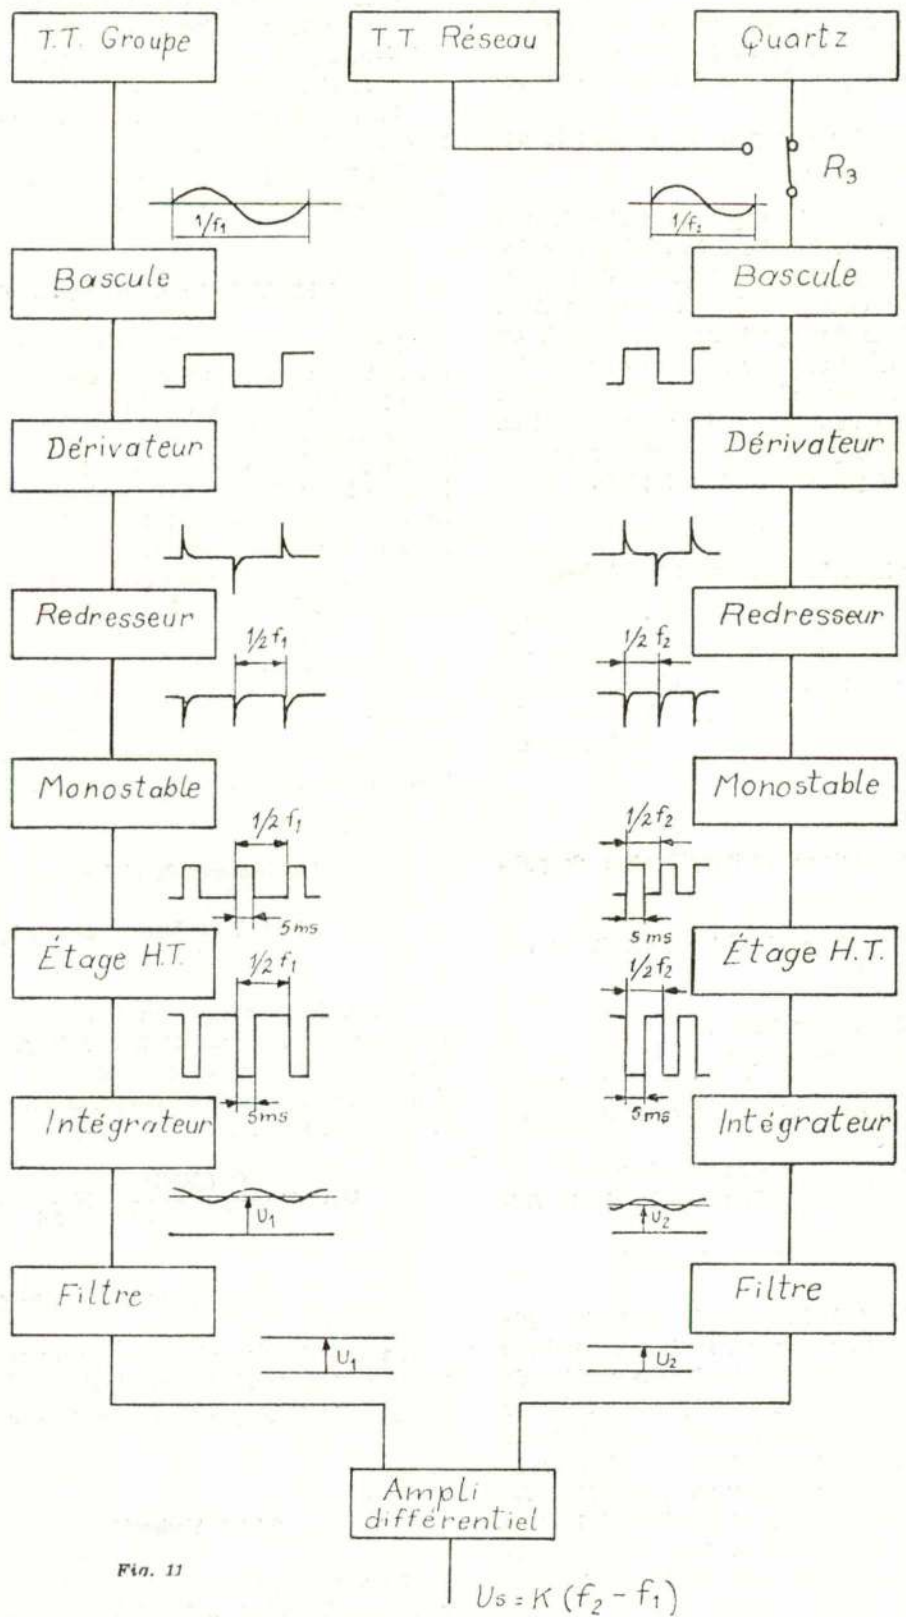 T.T. Groupe
T.T. Réseau
Quartz
R3
1/f1
1/f2
Bascule
Bascule
Dérivateur
Dérivateur
Redresseur
Redresseur
1/2 f1
1/2 f2
Monostable
Monostable
1/2 f1
1/2 f2
5 ms
5 ms
Étage H.T.
Étage H.T.
1/2 f1
1/2 f2
5ms
5ms
Intégrateur
Intégrateur
U1
U2
Filtre
Filtre
U1
U2
Ampli
différentiel
Fig. 11
Us = K (f2 - f1)